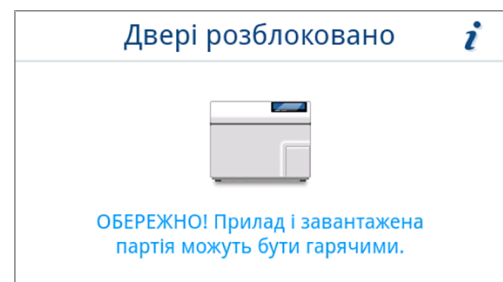 Двері розблоковано
ОБЕРЕЖНО! Прилад і завантажена
партія можуть бути гарячими.